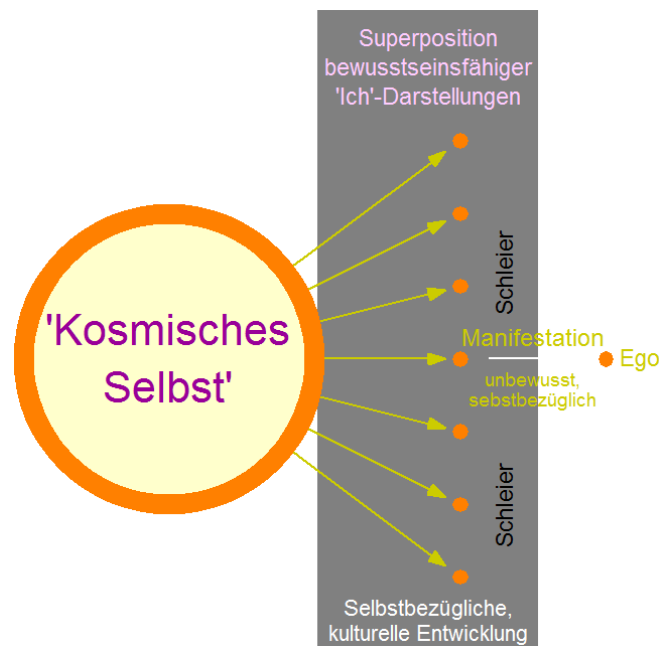 Superposition
bewusstseinsfähiger
'Ich'-Darstellungen
'Kosmisches
Selbst'
Schleier
Manifestation
Ego
unbewusst,
sebstbezüglich
Schleier
Selbstbezügliche,
kulturelle Entwicklung